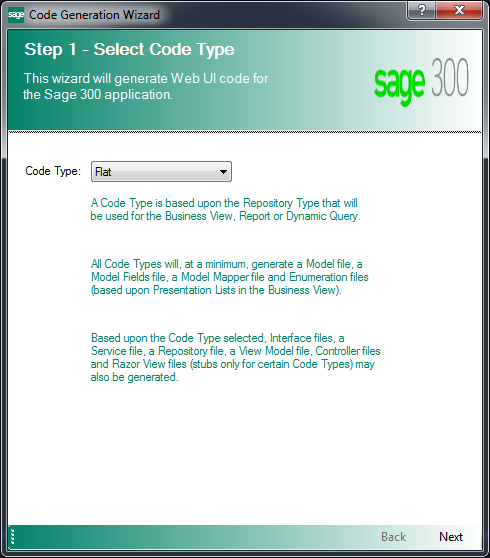 sage Code Generation Wizard
Step 1 - Select Code Type
This wizard will generate Web UI code for
the Sage 300 application.
sage 300
Code Type: Flat
A Code Type is based upon the Repository Type that will
be used for the Business View, Report or Dynamic Query.
All Code Types will, at a minimum, generate a Model file, a
Model Fields file, a Model Mapper file and Enumeration files
(based upon Presentation Lists in the Business View).
Based upon the Code Type selected, Interface files, a
Service file, a Repository file, a View Model file, Controller files
and Razor View files (stubs only for certain Code Types) may
also be generated.
Back Next